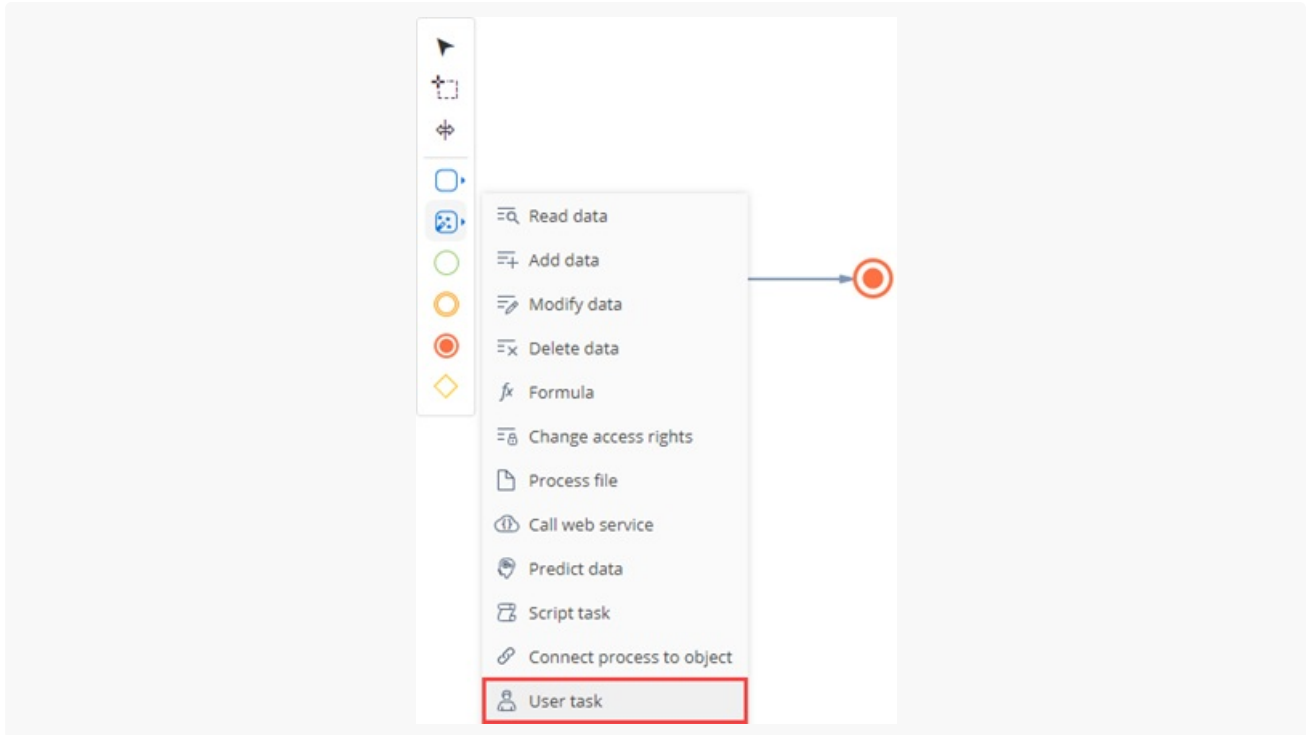 Read data
Add data
Modify data
Delete data
fx Formula
Change access rights
Process file
Call web service
Predict data
Script task
Connect process to object
User task